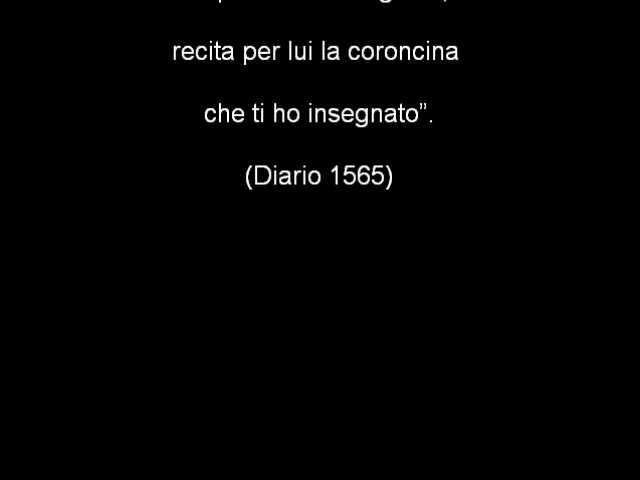 recita per lui la coroncina
che ti ho insegnato”.
(Diario 1565)